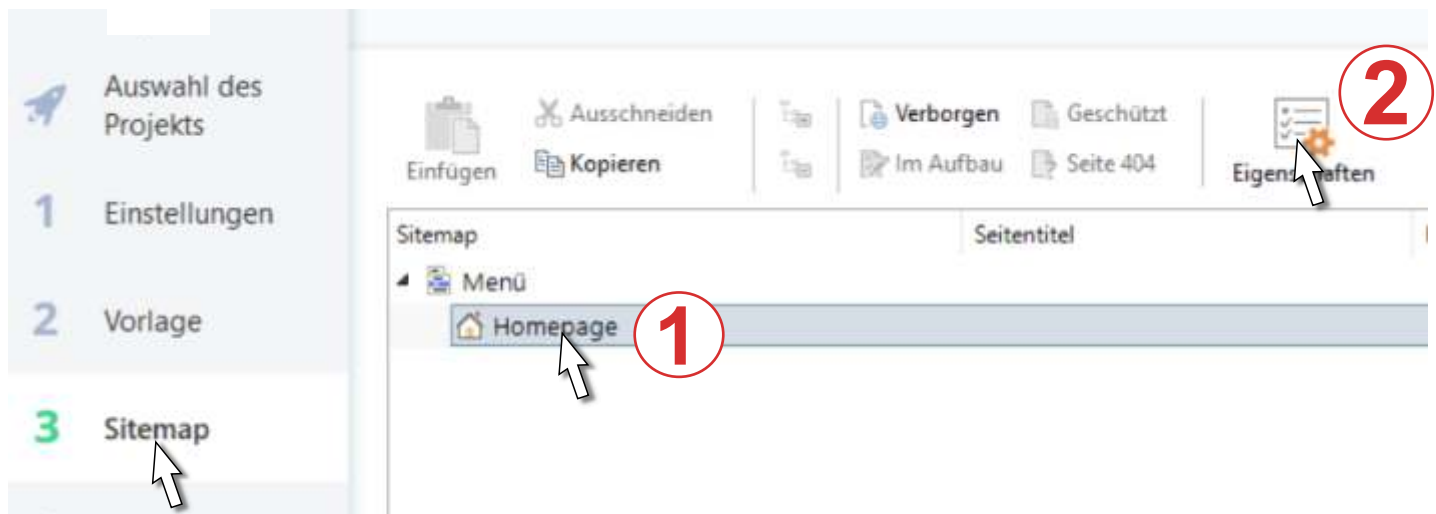 Auswahl des
Projekts
1 Einstellungen
2 Vorlage
3 Sitemap
Einfügen
Ausschneiden
Kopieren
Verborgen
Im Aufbau
Geschützt
Seite 404
Eigenschaften
2
Sitemap Seitentitel
Menü
Homepage
1